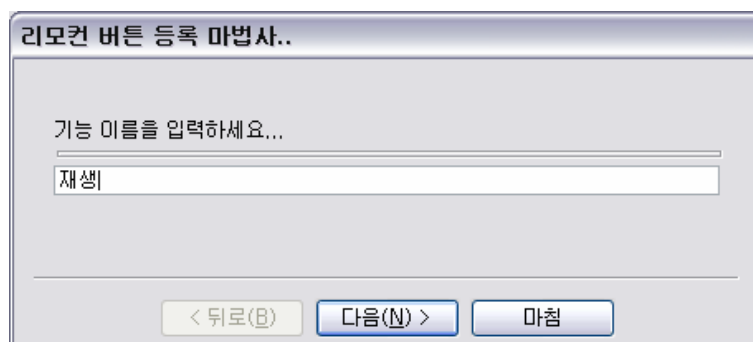 리모컨 버튼 등록 마법사..
기능 이름을 입력하세요...
재생
< 뒤로(B) 다음(N) > 마침